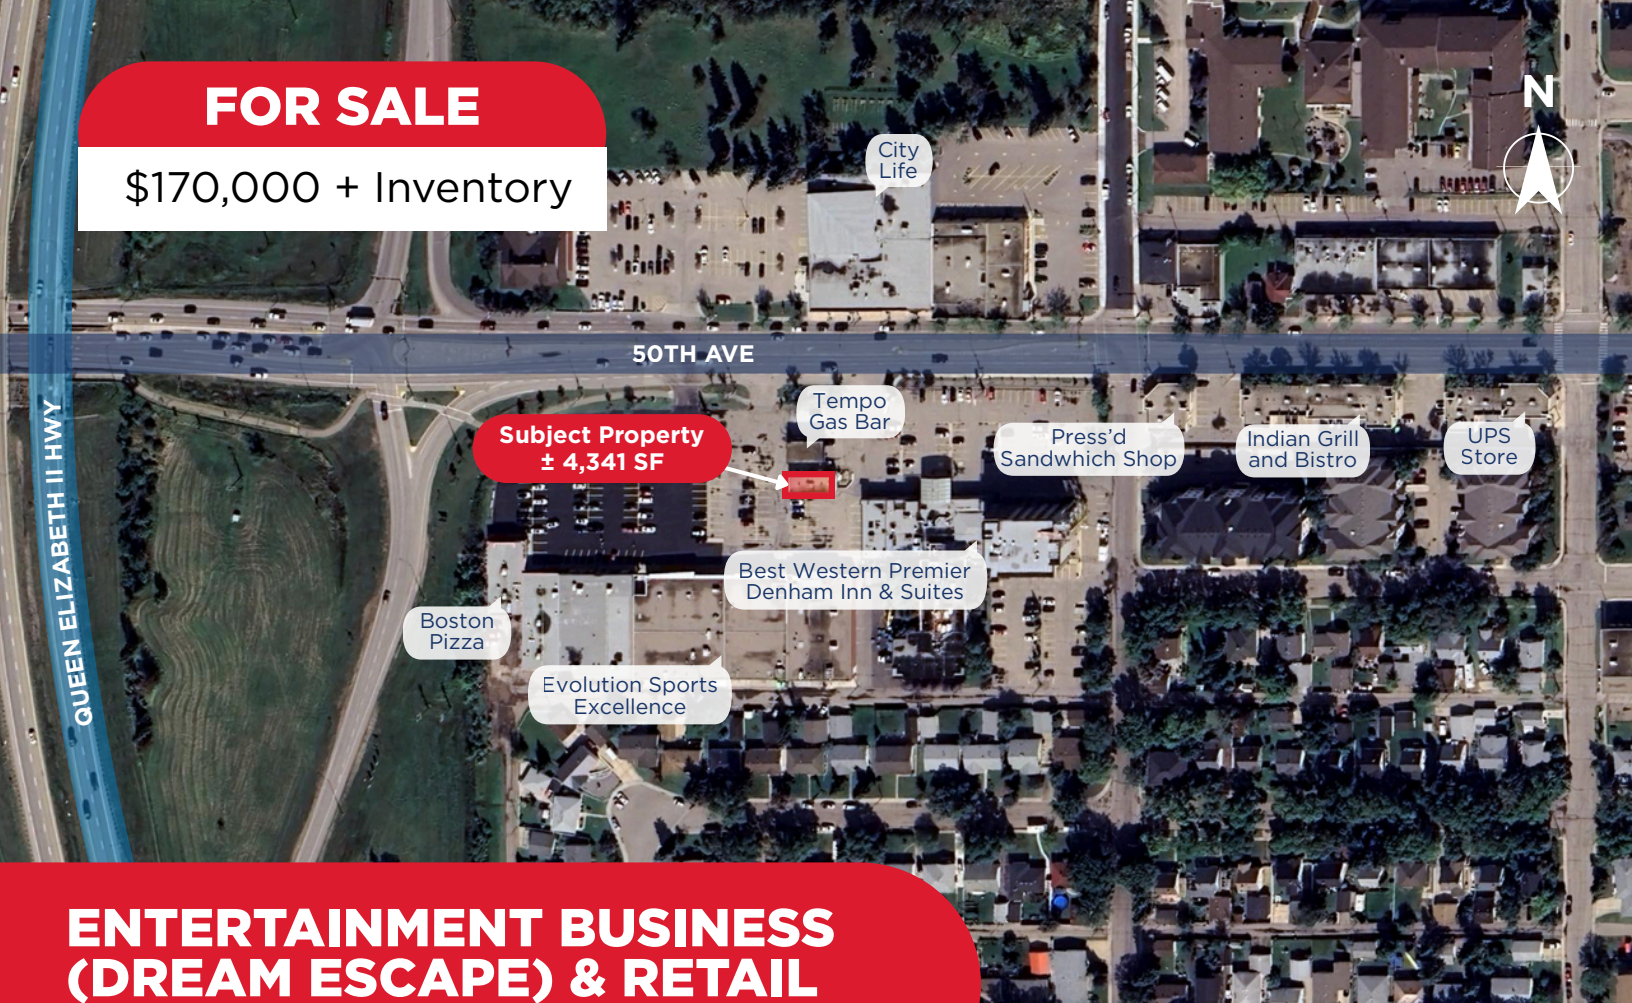 FOR SALE
$170,000 + Inventory
N
City
Life
50TH AVE
QUEEN ELIZABETH II HWY
Tempo
Gas Bar
Subject Property
± 4,341 SF
Press'd
Sandwhich Shop
Indian Grill
and Bistro
UPS
Store
Best Western Premier
Denham Inn & Suites
Boston
Pizza
Evolution Sports
Excellence
ENTERTAINMENT BUSINESS
(DREAM ESCAPE) & RETAIL